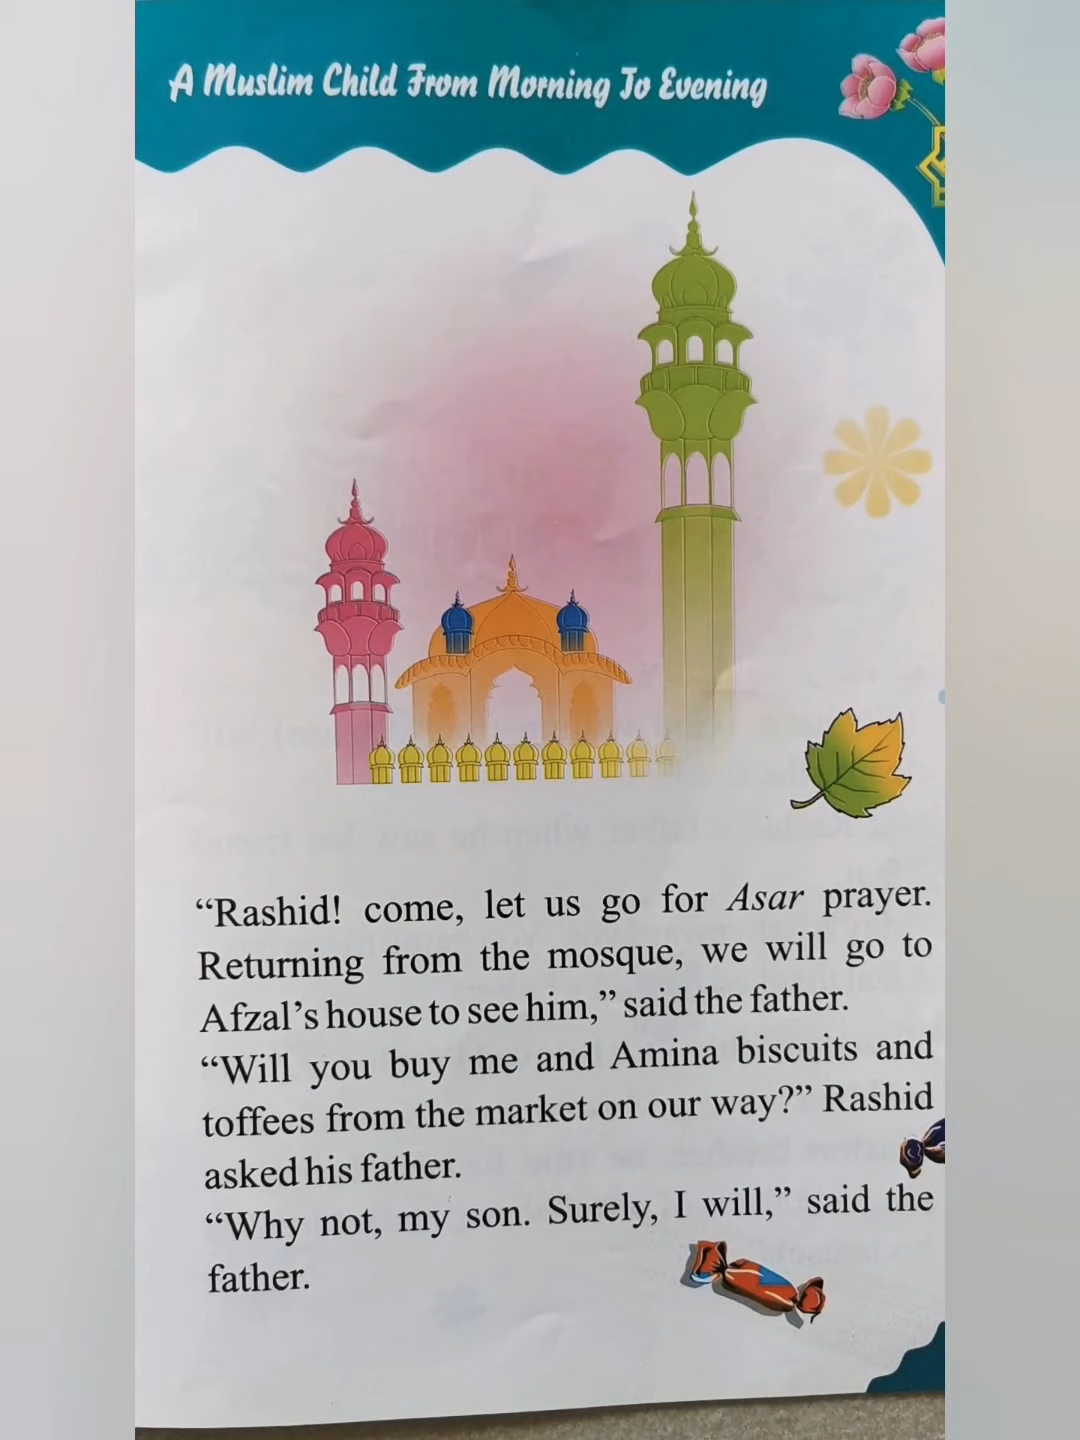 A Muslim Child From Morning To Evening
“Rashid! come, let us go for Asar prayer.
Returning from the mosque, we will go to
Afzal’s house to see him,” said the father.
“Will you buy me and Amina biscuits and
toffees from the market on our way?” Rashid
asked his father.
“Why not, my son. Surely, I will,” said the
father.